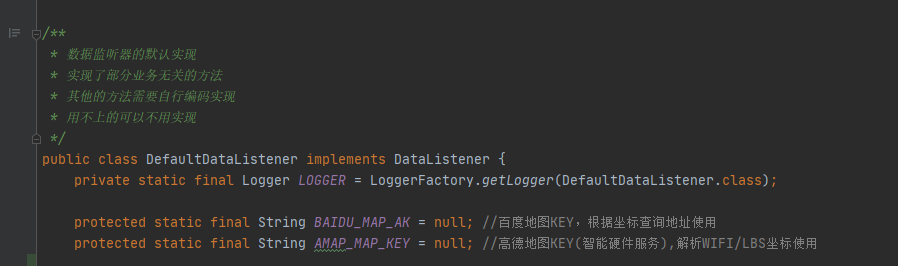 /**
* 数据监听器的默认实现
* 实现了部分业务无关的方法
* 其他的方法需要自行编码实现
* 用不上的可以不用实现
*/
public class DefaultDataListener implements DataListener {
private static final Logger LOGGER = LoggerFactory.getLogger(DefaultDataListener.class);
protected static final String BAIDU_MAP_AK = null; //百度地图KEY，根据坐标查询地址使用
protected static final String AMAP_MAP_KEY = null; //高德地图KEY(智能硬件服务),解析WIFI/LBS坐标使用